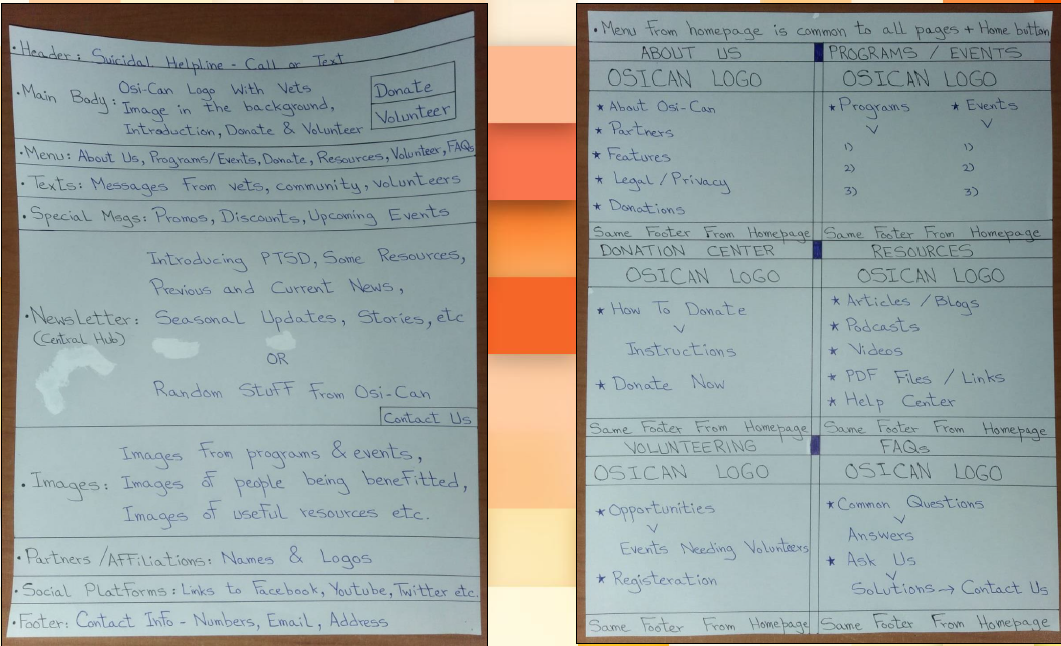 • Header: Suicidal Helpline - Call or Text
• Main Body: Osi-Can Logo With Vets
Image in the background,
Introduction, Donate & Volunteer
Donate
Volunteer
• Menu: About Us, Programs/Events, Donate, Resources, Volunteer, FAQs
• Texts: Messages from vets, community, volunteers
• Special Msgs: Promos, Discounts, Upcoming Events
Introducing PTSD, Some Resources,
Previous and Current News,
• Newsletter: Seasonal Updates, Stories, etc
(Central Hub)
OR
Random Stuff from Osi-Can
Contact Us
Images from programs & events,
• Images: Images of people being benefitted,
Images of useful resources etc.
• Partners/Affiliations: Names & Logos
• Social Platforms: Links to Facebook, Youtube, Twitter etc.
• Footer: Contact Info - Numbers, Email, Address
• Menu from homepage is common to all pages + Home button
ABOUT US
OSICAN LOGO
* About Osi-Can
* Partners
* Features
* Legal/Privacy
* Donations
Same Footer From Homepage
PROGRAMS / EVENTS
OSICAN LOGO
* Programs * Events
1) 1)
2) 2)
3) 3)
Same Footer From Homepage
DONATION CENTER
OSICAN LOGO
* How To Donate
Instructions
* Donate Now
Same Footer From Homepage
RESOURCES
OSICAN LOGO
* Articles / Blogs
* Podcasts
* Videos
* PDF Files / Links
* Help Center
Same Footer From Homepage
VOLUNTEERING
OSICAN LOGO
* Opportunities
Events Needing Volunteers
* Registeration
Same Footer From Homepage
FAQs
OSICAN LOGO
* Common Questions
Answers
* Ask Us
Solutions → Contact Us
Same Footer From Homepage